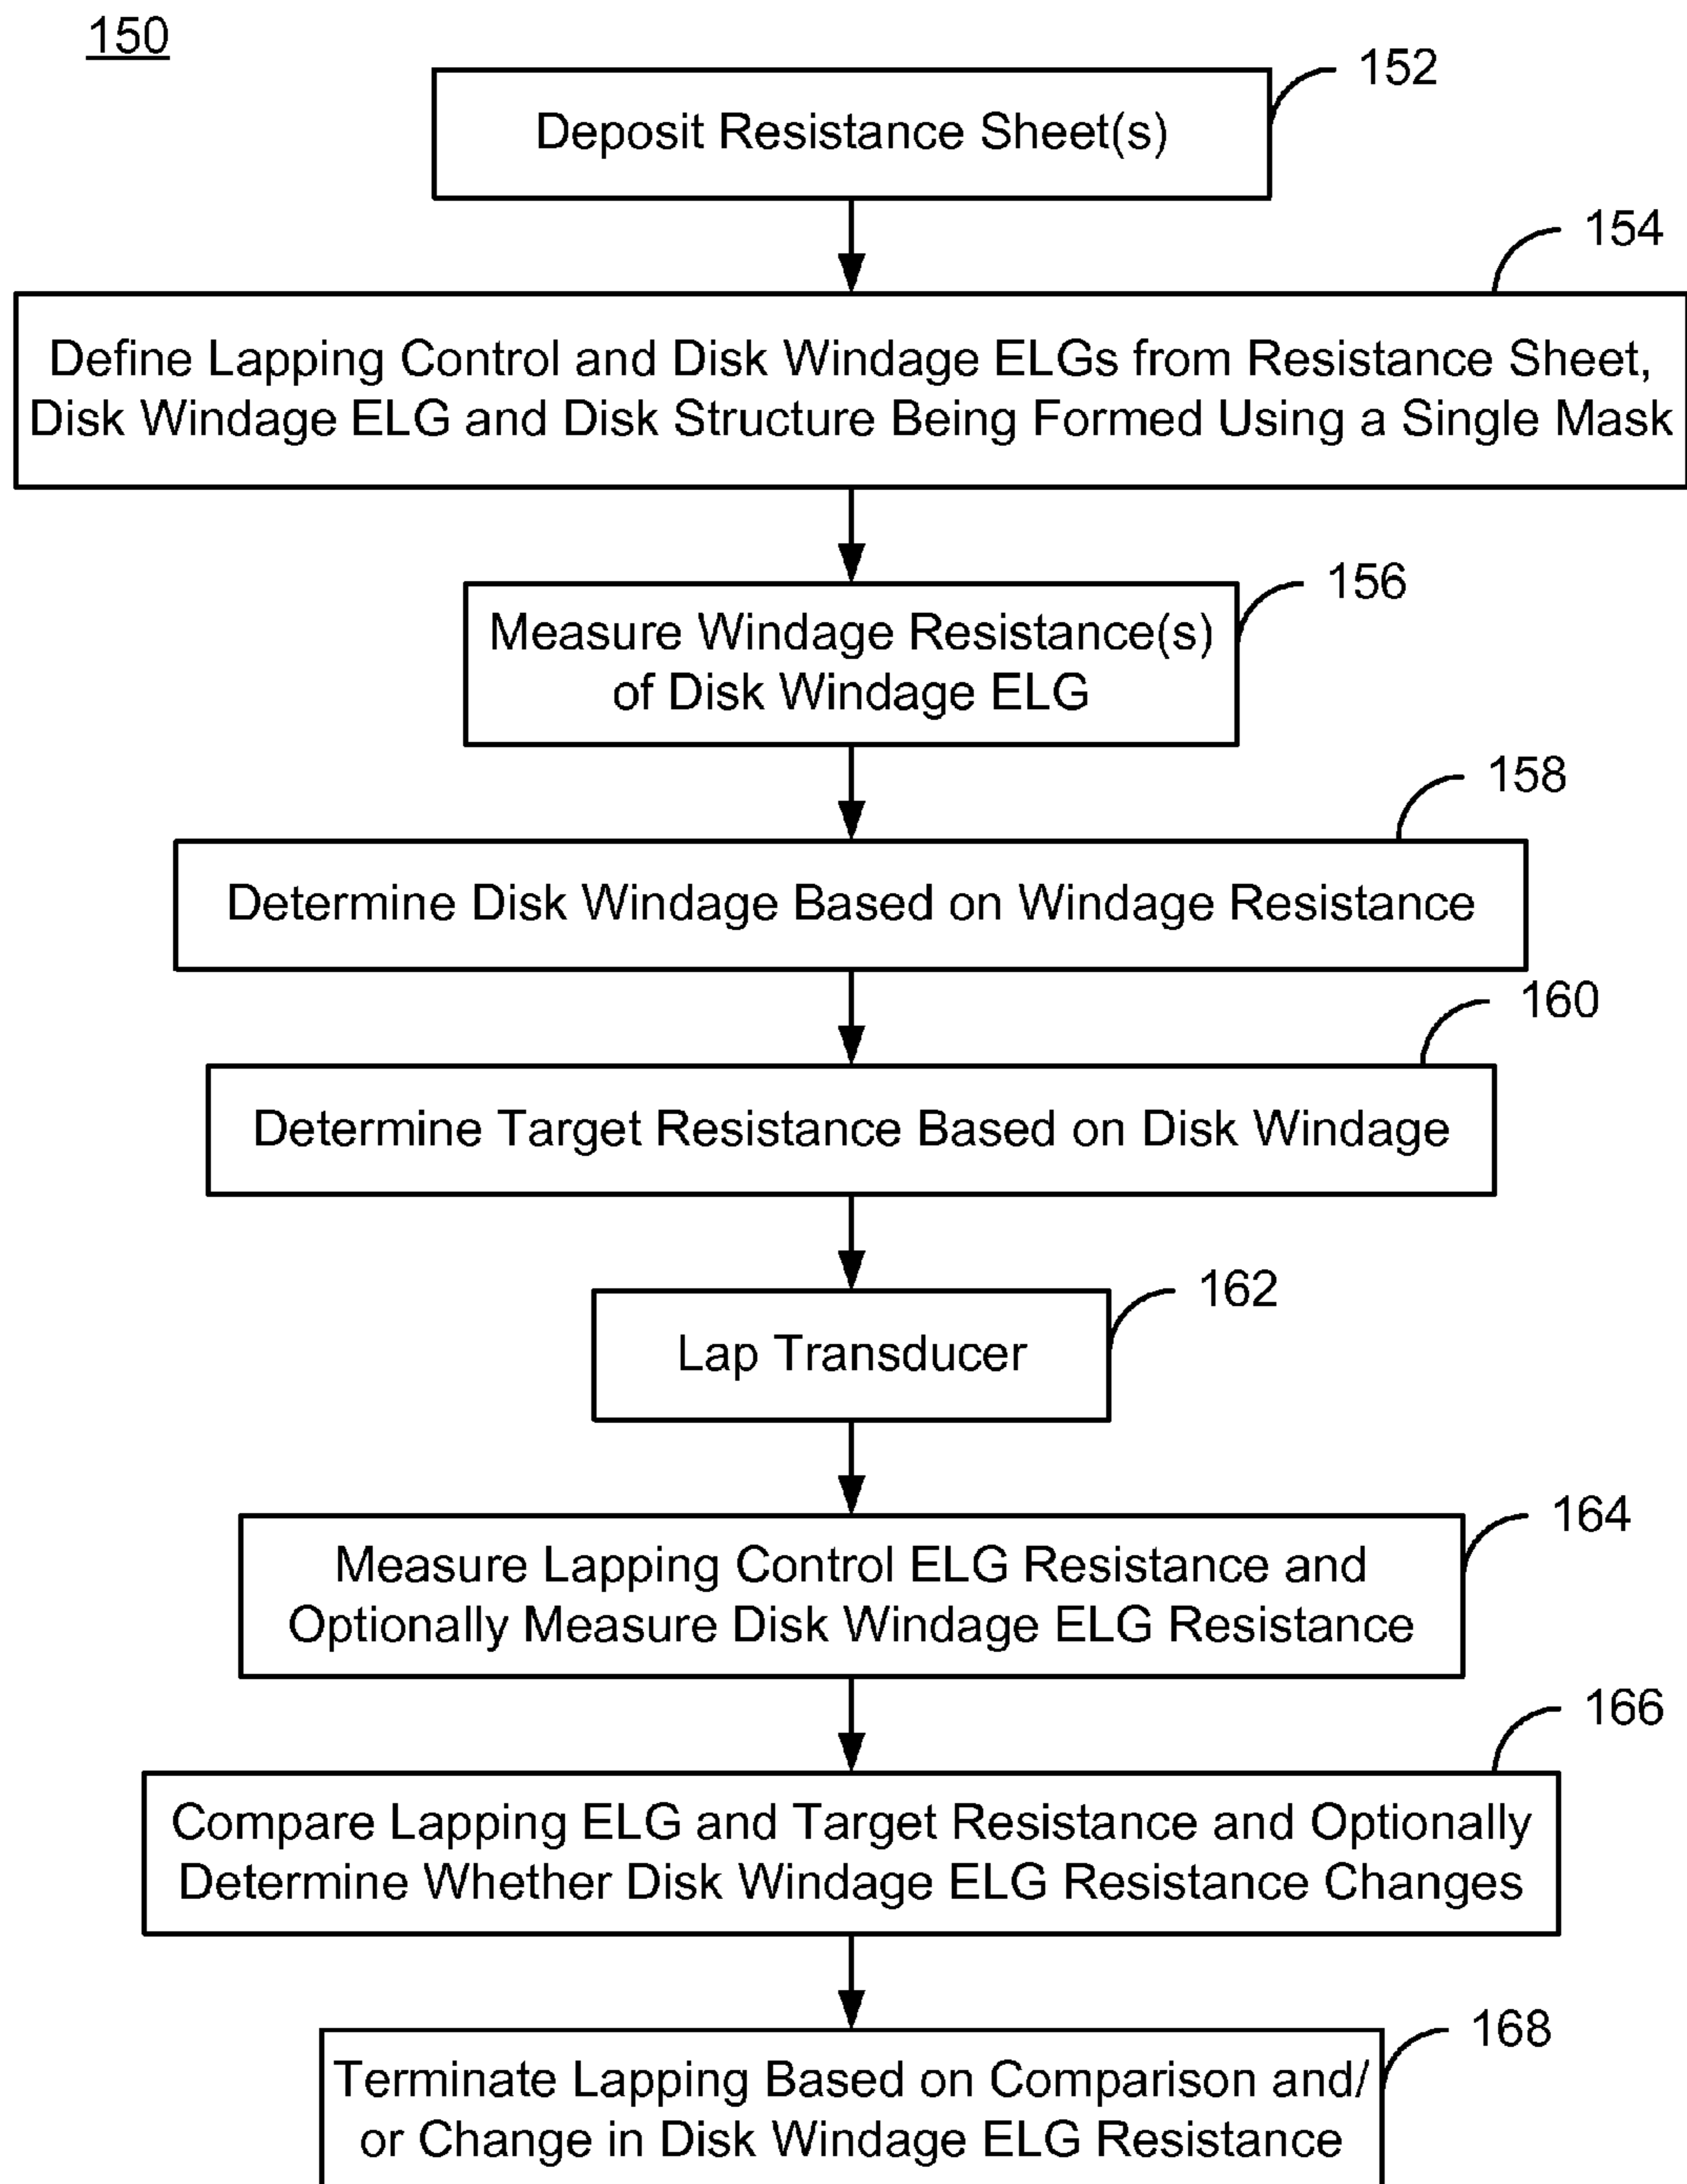 150
152
Deposit Resistance Sheet(s)
154
Define Lapping Control and Disk Windage ELGs from Resistance Sheet,
Disk Windage ELG and Disk Structure Being Formed Using a Single Mask
156
Measure Windage Resistance(s)
of Disk Windage ELG
158
Determine Disk Windage Based on Windage Resistance
160
Determine Target Resistance Based on Disk Windage
162
Lap Transducer
164
Measure Lapping Control ELG Resistance and
Optionally Measure Disk Windage ELG Resistance
166
Compare Lapping ELG and Target Resistance and Optionally
Determine Whether Disk Windage ELG Resistance Changes
168
Terminate Lapping Based on Comparison and/
or Change in Disk Windage ELG Resistance